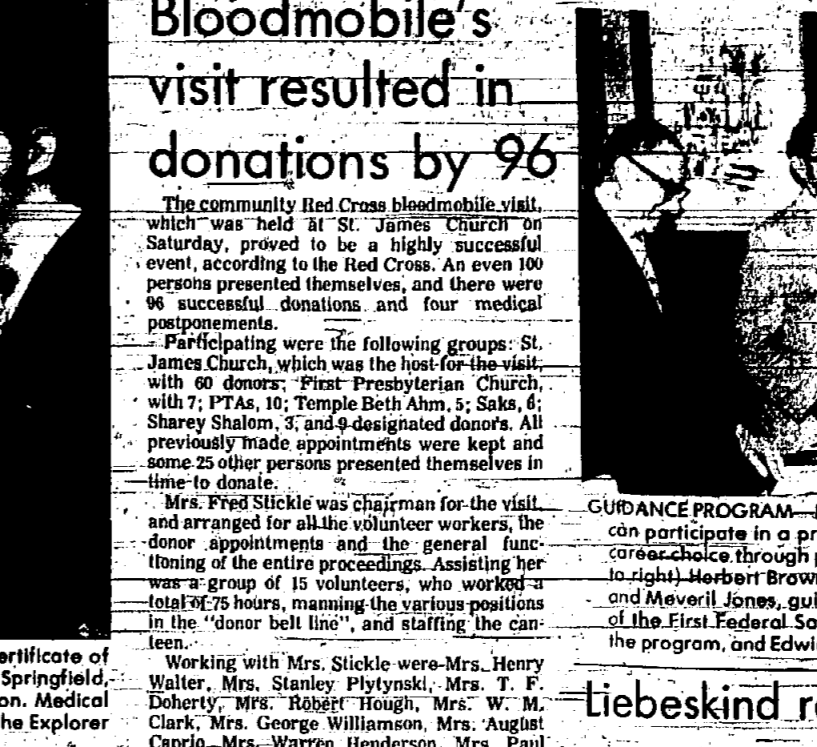 Bloodmobile's
visit resulted in
donations by 96
The community Red Cross bloodmobile visit,
which was held at St. James Church on
Saturday, proved to be a highly successful
event, according to the Red Cross. An even 100
persons presented themselves, and there were
96 successful donations and four medical
postponements.
Participating were the following groups: St.
James Church, which was the host for the visit,
with 60 donors; First Presbyterian Church,
with 7; PTAs, 10; Temple Beth Ahm, 5; Saks, 6;
Sharey Shalom, 3, and 9 designated donors. All
previously made appointments were kept and
some 25 other persons presented themselves in
time to donate.
Mrs. Fred Stickle was chairman for the visit
and arranged for all the volunteer workers, the
donor appointments and the general func-
tioning of the entire proceedings. Assisting her
was a group of 15 volunteers, who worked a
total of 75 hours, manning the various positions
in the "donor belt line", and staffing the can-
teen.
Working with Mrs. Stickle were Mrs. Henry
Walter, Mrs. Stanley Plytynski, Mrs. T. F.
Doherty, Mrs. Robert Hough, Mrs. W. M.
Clark, Mrs. George Williamson, Mrs. August
Caprio, Mrs. Warren Henderson, Mrs. Paul
ertificate of
Springfield,
on. Medical
he Explorer
GUIDANCE PROGRAM—
can participate in a pr
career choice through
to right) Herbert Brow
and Meveril Jones, gui
of the First Federal Sa
the program, and Edwi
Liebeskind r